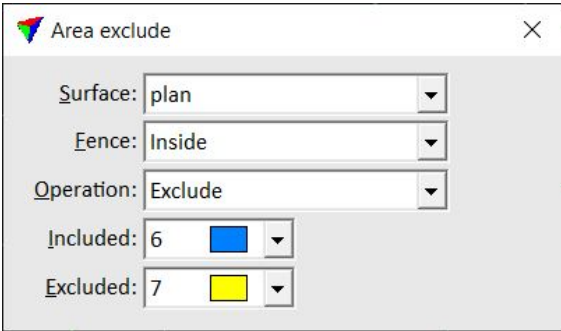 Area exclude
Surface: plan
Fence: Inside
Operation: Exclude
Included: 6
Excluded: 7